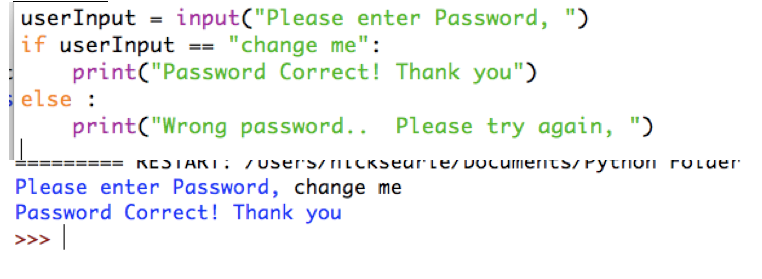 userInput = input("Please enter Password, ")
if userInput == "change me":
    print("Password Correct! Thank you")
else :
    print("Wrong password..  Please try again, ")
========= RESTART: /Users/nicksearle/Documents/Python Folder
Please enter Password, change me
Password Correct! Thank you
>>>